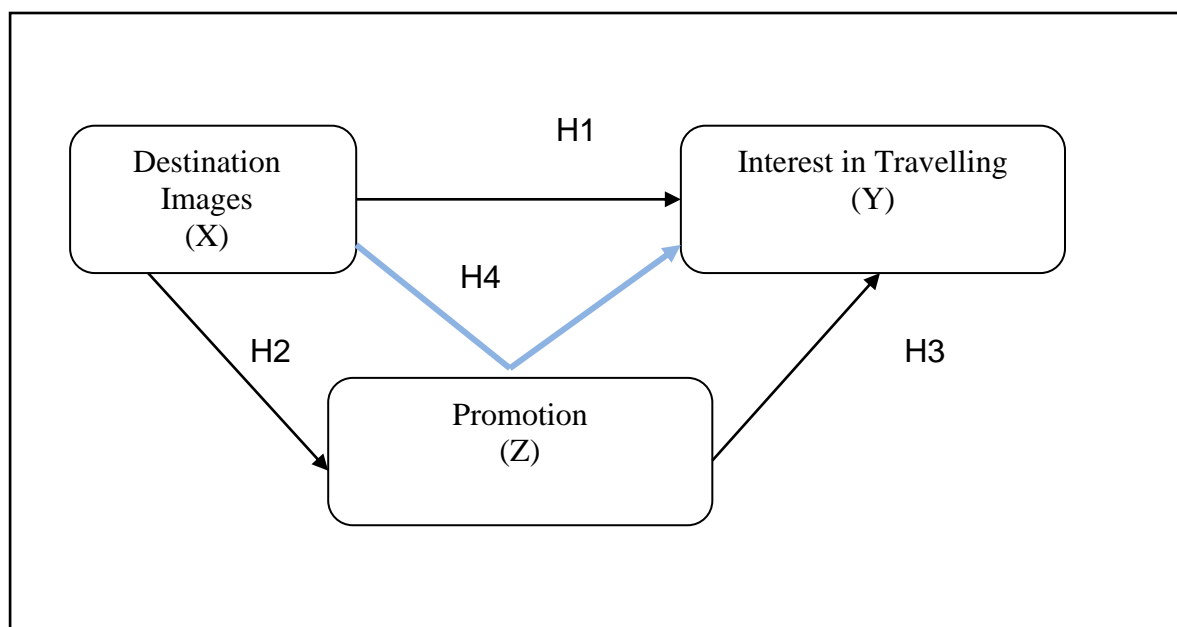 H1
Destination
Images
(X)
Interest in Travelling
(Y)
H4
H2
H3
Promotion
(Z)